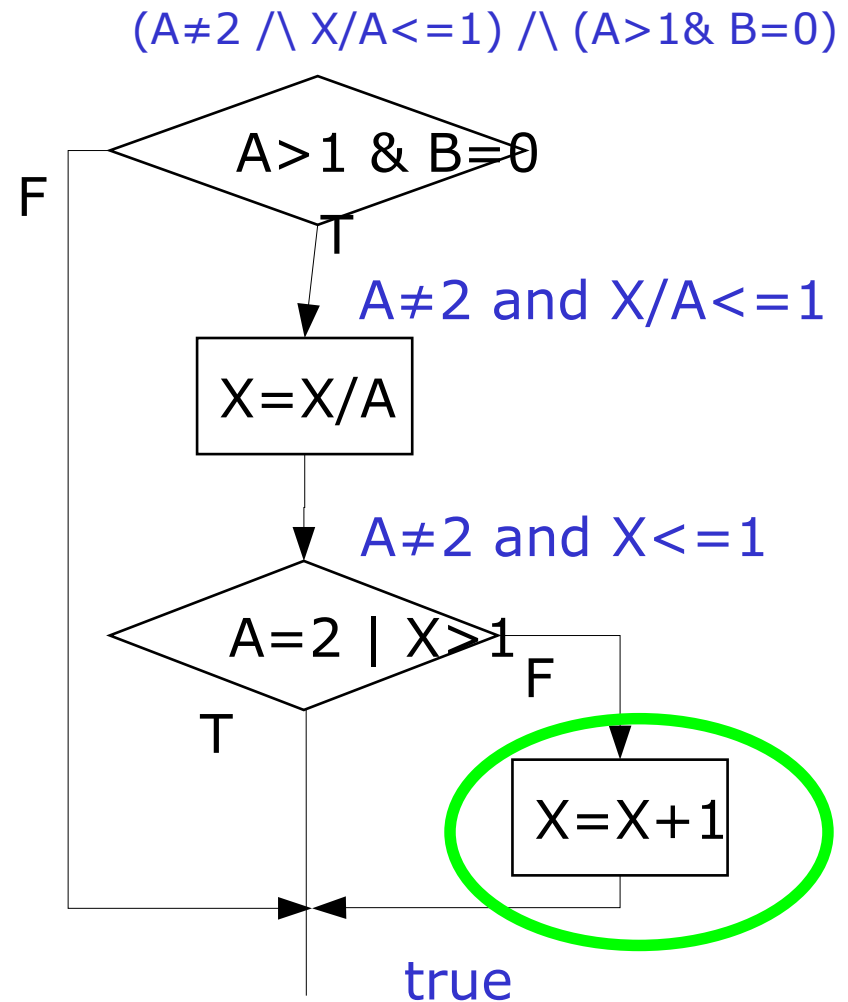 (A≠2 /\ X/A<=1) /\ (A>1& B=0)
A>1 & B=0
F
T
A≠2 and X/A<=1
X=X/A
A≠2 and X<=1
A=2 | X>1
F
T
X=X+1
true